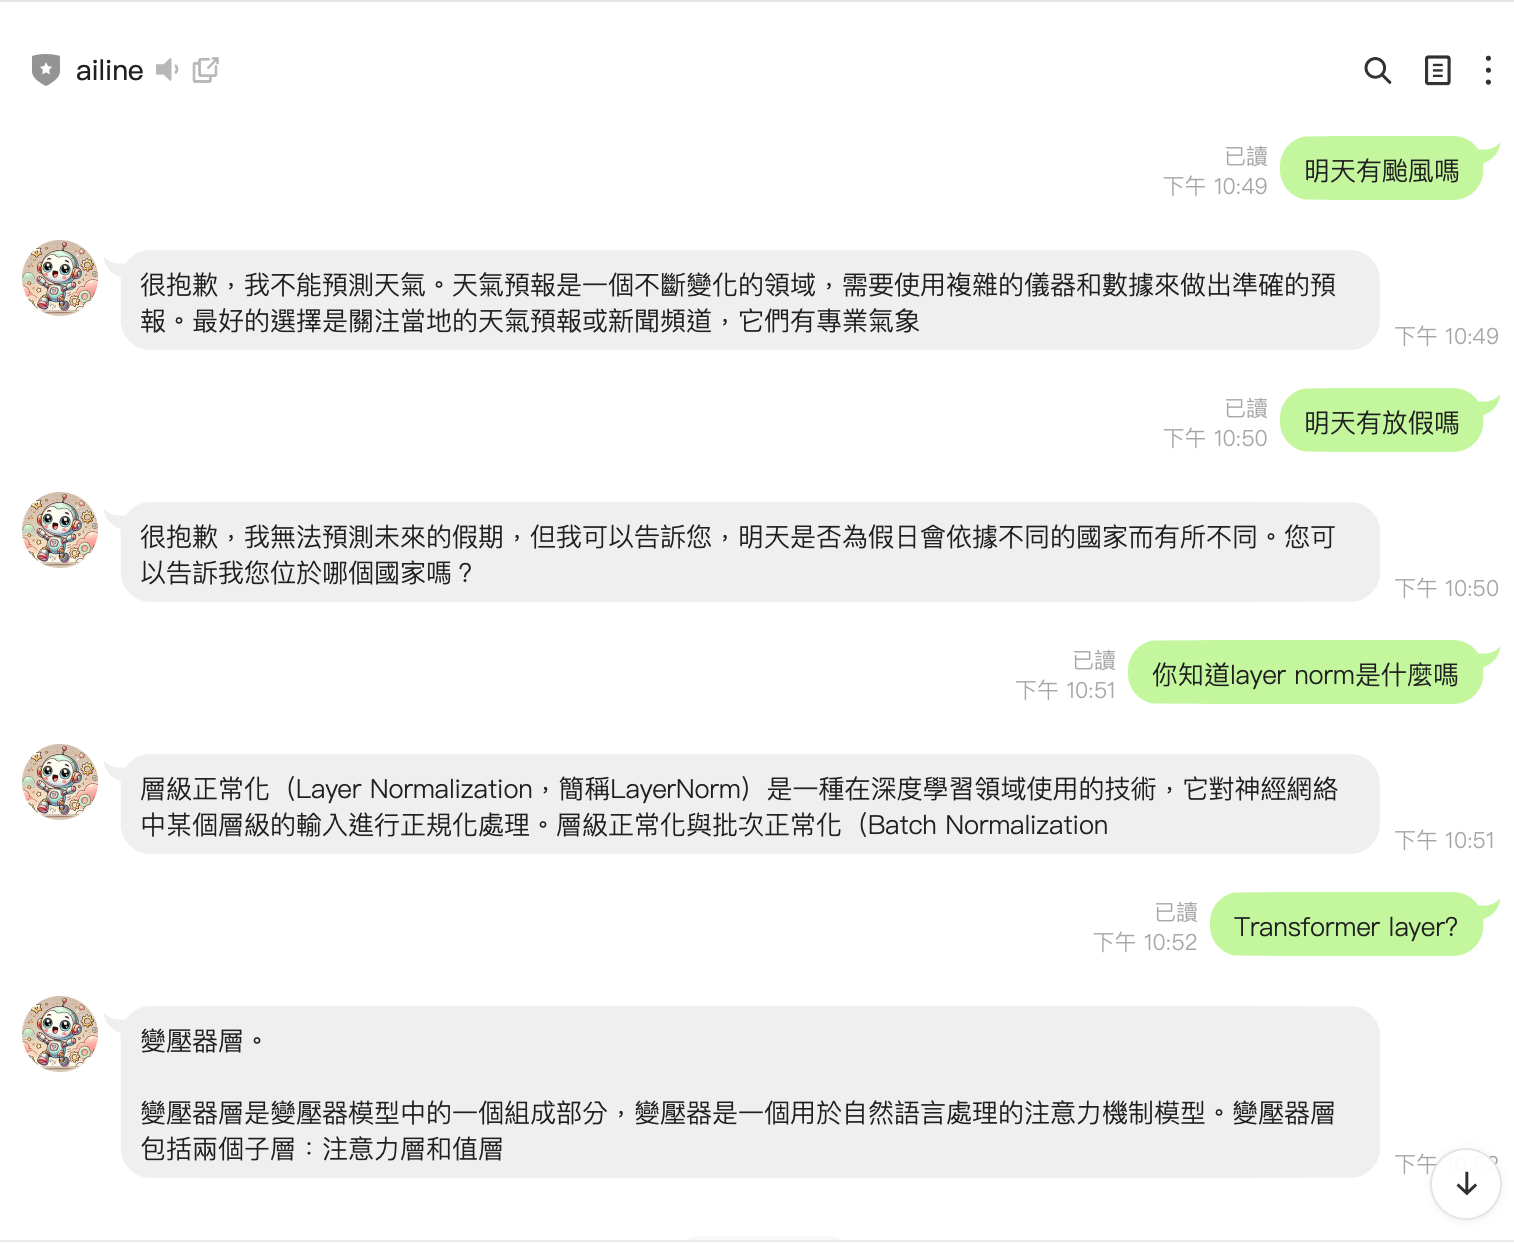 ailine
已讀
下午 10:49
明天有颱風嗎
很抱歉，我不能預測天氣。天氣預報是一個不斷變化的領域，需要使用複雜的儀器和數據來做出準確的預
報。最好的選擇是關注當地的天氣預報或新聞頻道，它們有專業氣象
下午 10:49
已讀
下午 10:50
明天有放假嗎
很抱歉，我無法預測未來的假期，但我可以告訴您，明天是否為假日會依據不同的國家而有所不同。您可
以告訴我您位於哪個國家嗎？
下午 10:50
已讀
下午 10:51
你知道layer norm是什麼嗎
層級正常化（Layer Normalization，簡稱LayerNorm）是一種在深度學習領域使用的技術，它對神經網絡
中某個層級的輸入進行正規化處理。層級正常化與批次正常化（Batch Normalization
下午 10:51
已讀
下午 10:52
Transformer layer?
變壓器層。
變壓器層是變壓器模型中的一個組成部分，變壓器是一個用於自然語言處理的注意力機制模型。變壓器層
包括兩個子層：注意力層和值層
下午